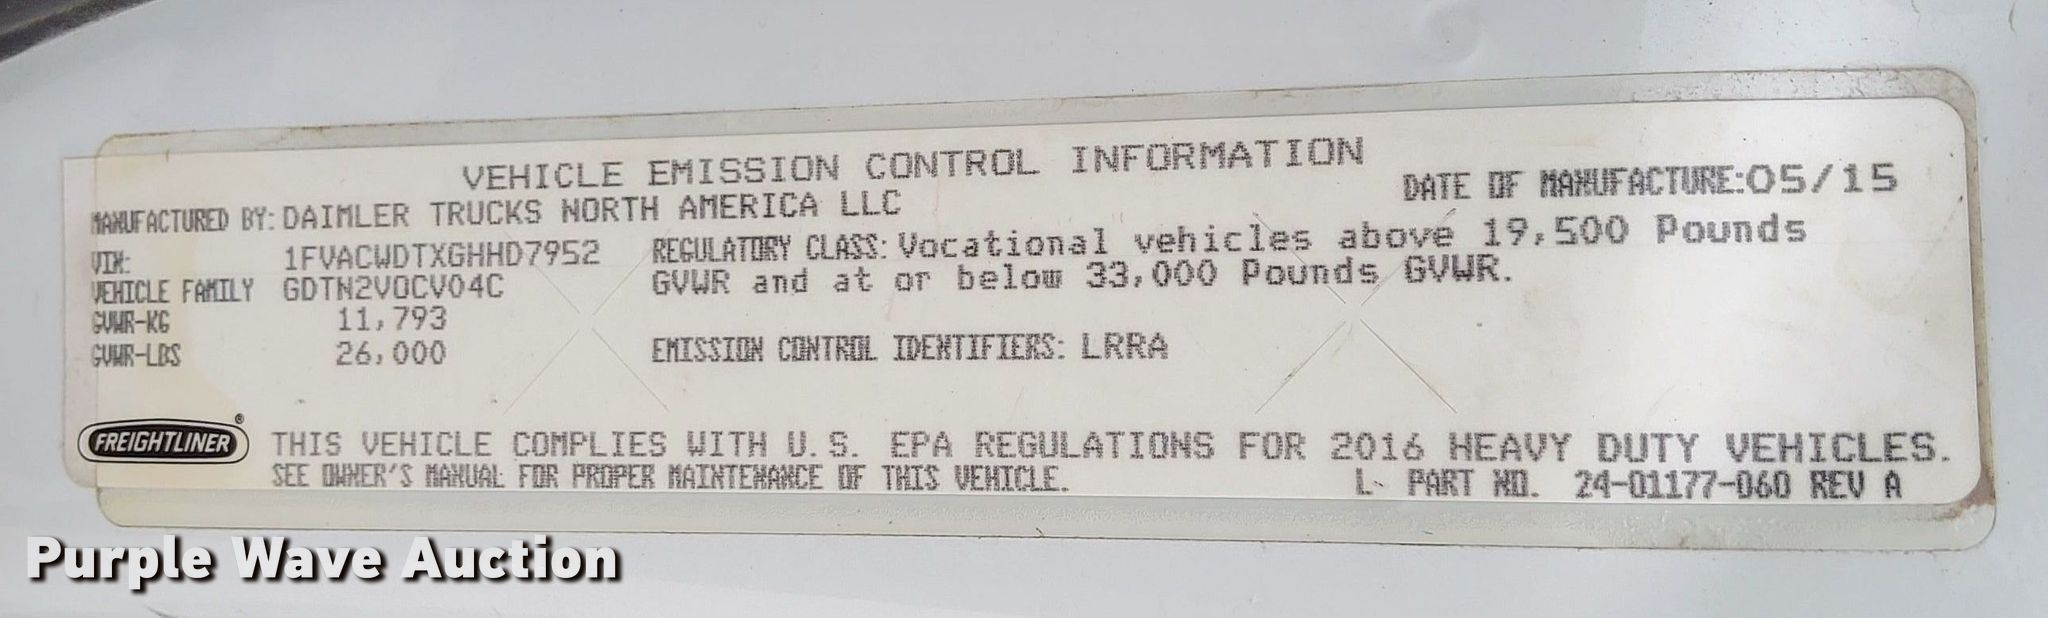 VEHICLE EMISSION CONTROL INFORMATION
MANUFACTURED BY: DAIMLER TRUCKS NORTH AMERICA LLC
DATE OF MANUFACTURE: 05/15
VIN: 1FVACWDTXGHHD7952
VEHICLE FAMILY GDTN2VOCV04C
GVWR-KG 11,793
GVWR-LBS 26,000
REGULATORY CLASS: Vocational vehicles above 19,500 Pounds
GVWR and at or below 33,000 Pounds GVWR.
EMISSION CONTROL IDENTIFIERS: LRRA
FREIGHTLINER®
THIS VEHICLE COMPLIES WITH U.S. EPA REGULATIONS FOR 2016 HEAVY DUTY VEHICLES.
SEE OWNER'S MANUAL FOR PROPER MAINTENANCE OF THIS VEHICLE.
L PART NO. 24-01177-060 REV A
Purple Wave Auction